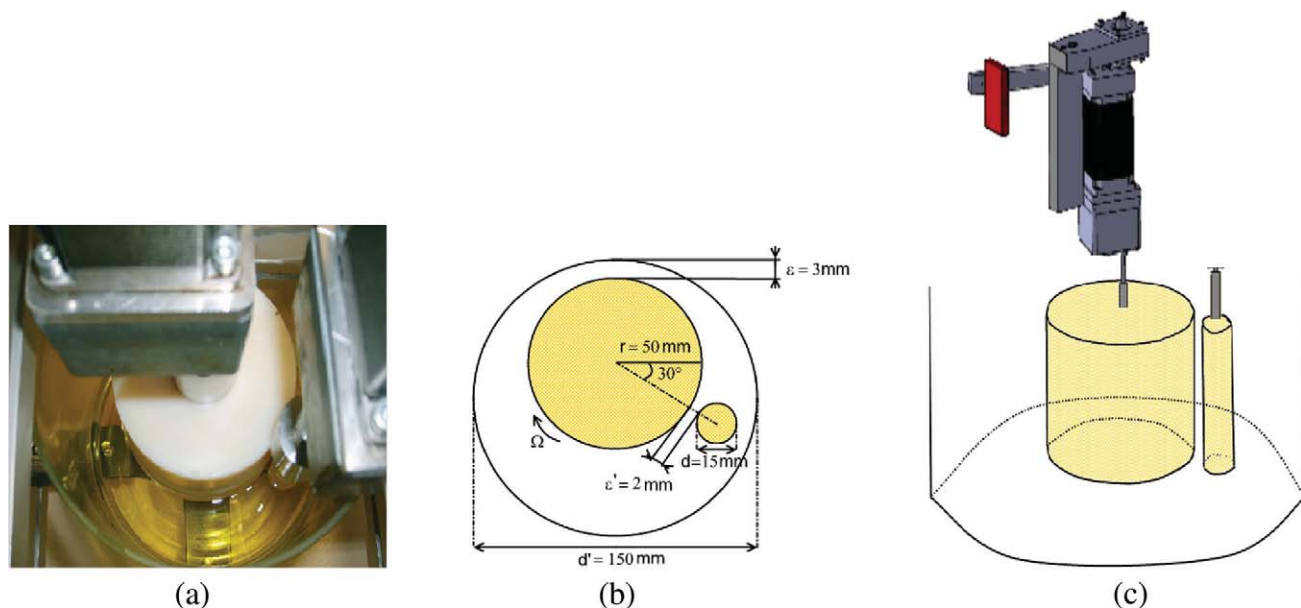 ε = 3mm
r = 50 mm
30°
Ω
d=15mm
ε' = 2 mm
d' = 150 mm
(a)
(b)
(c)